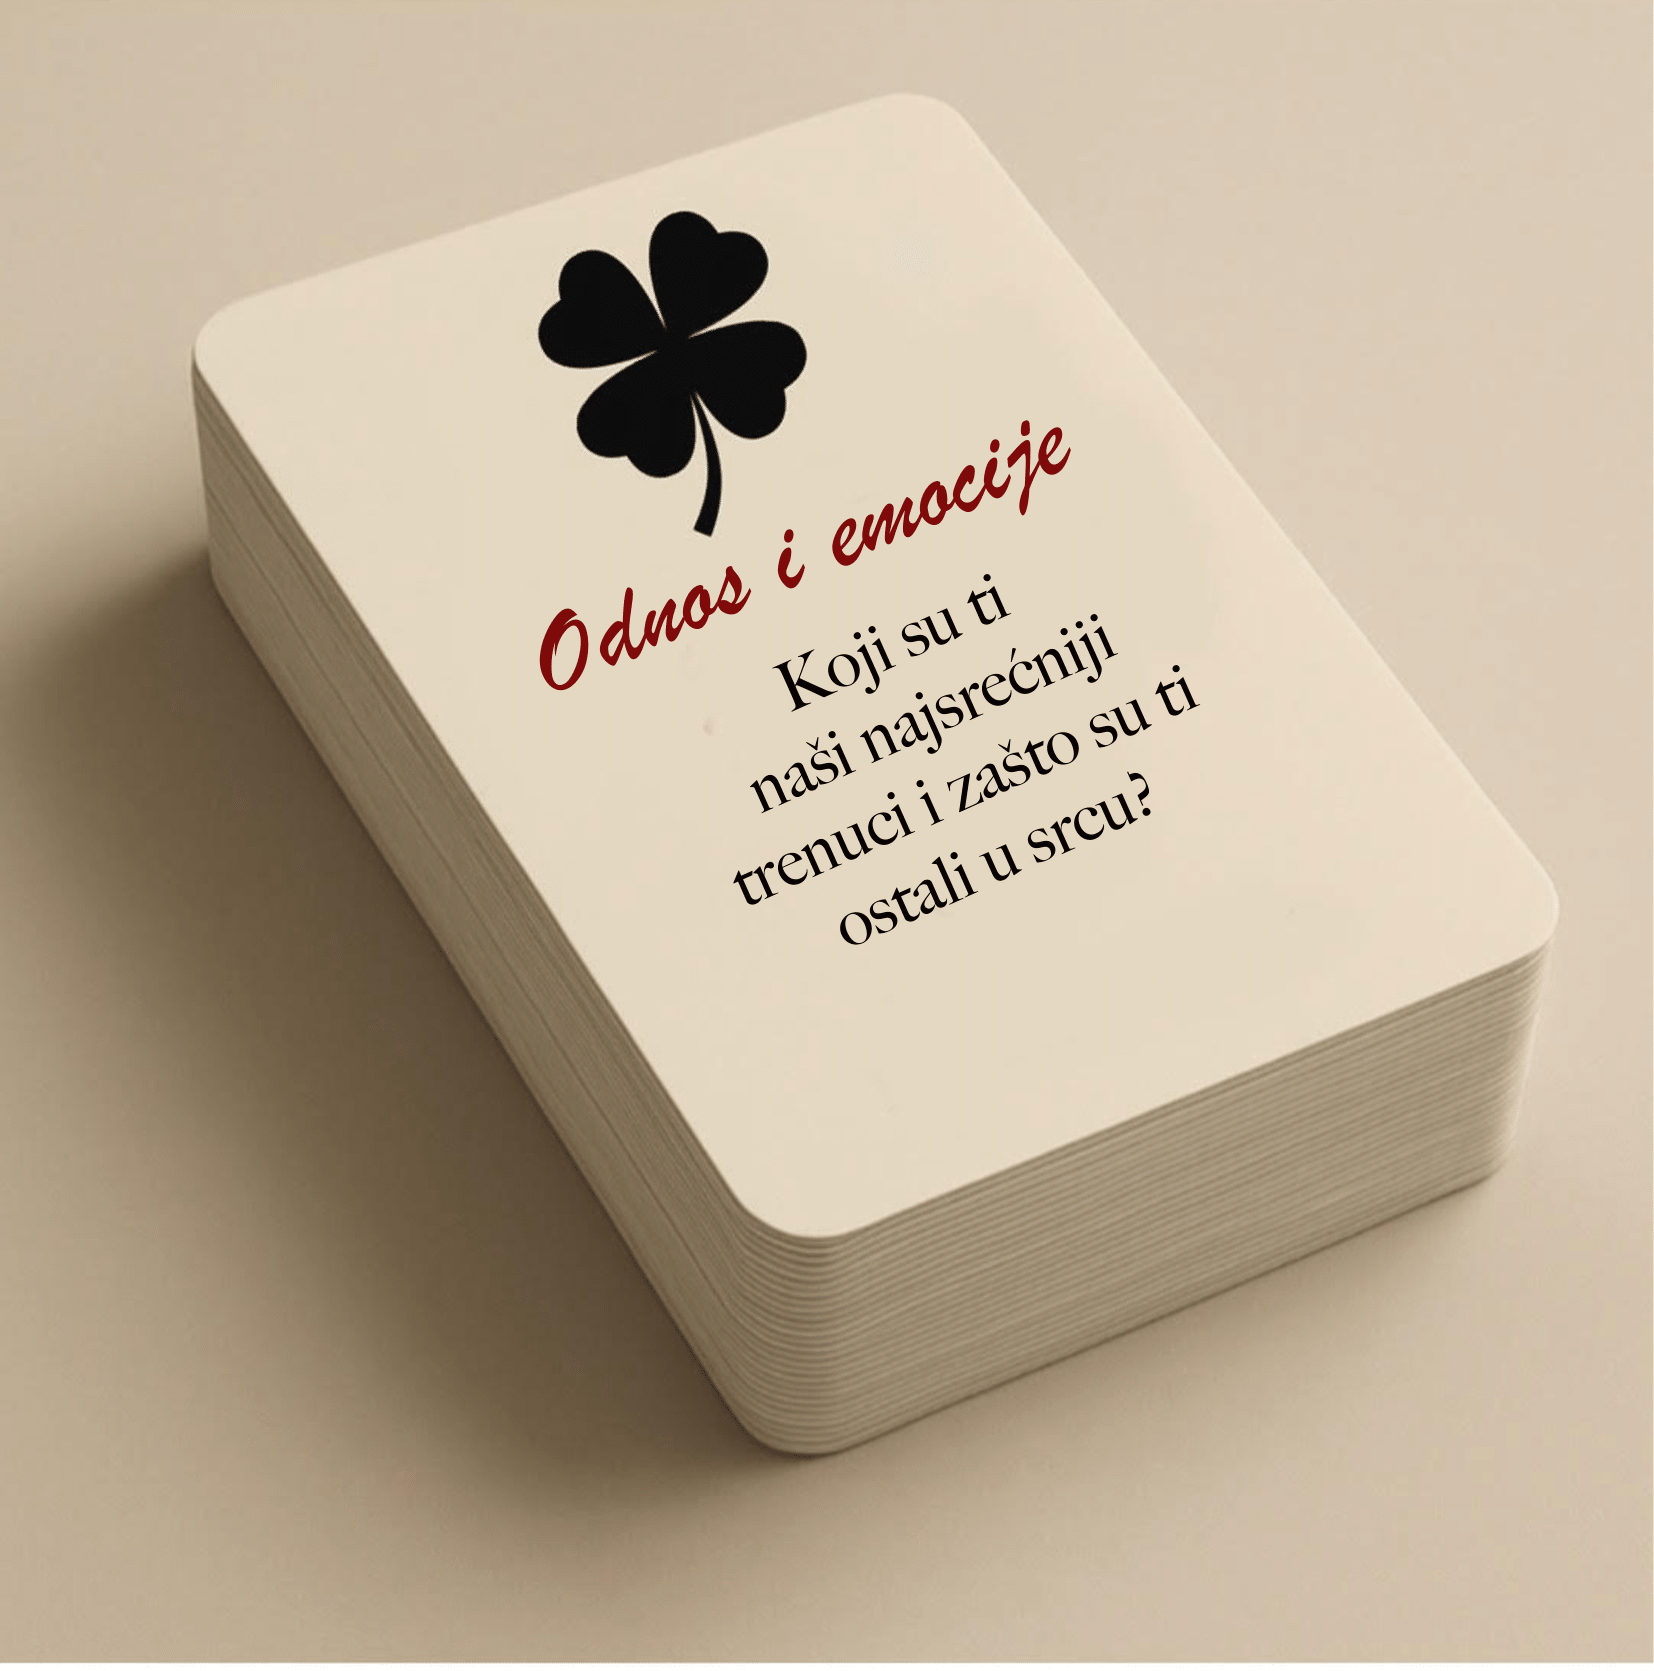 Odnos i emocije
Koji su ti
naši najsrećniji
trenuci i zašto su ti
ostali u srcu?